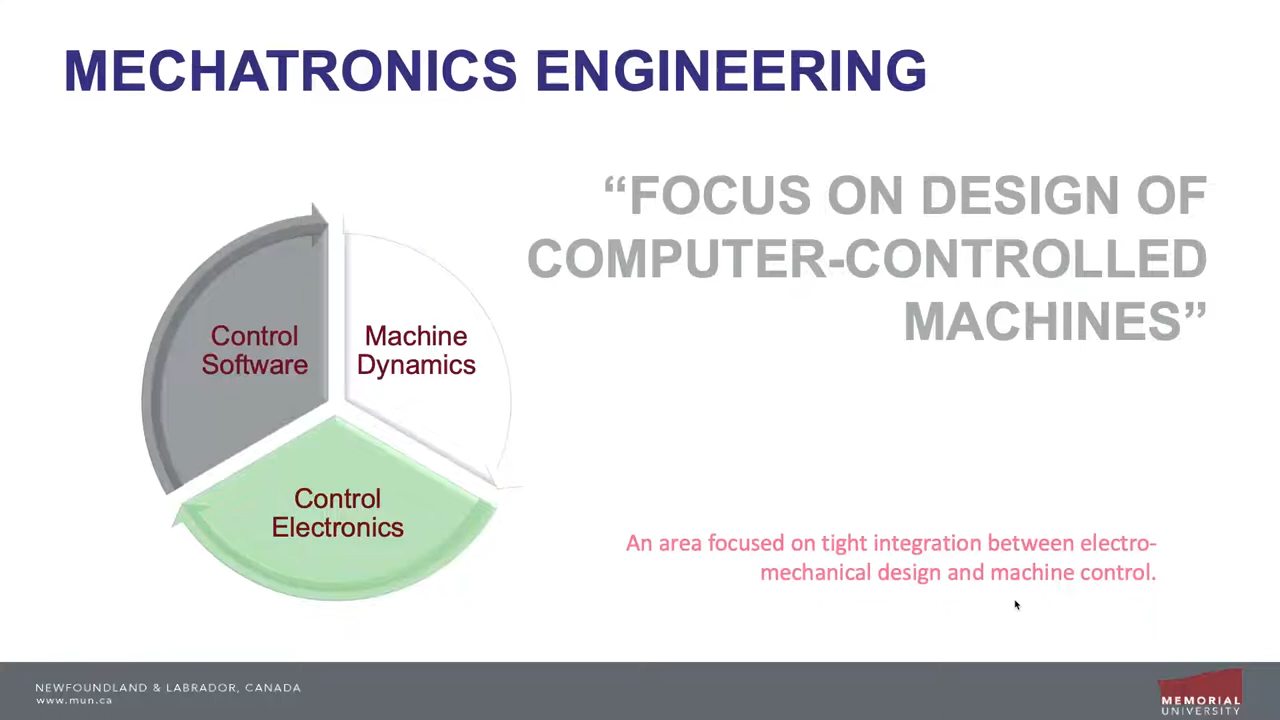 MECHATRONICS ENGINEERING
“FOCUS ON DESIGN OF
COMPUTER-CONTROLLED
MACHINES”
Control
Software
Machine
Dynamics
Control
Electronics
An area focused on tight integration between electro-
mechanical design and machine control.
NEWFOUNDLAND & LABRADOR, CANADA
www.mun.ca
MEMORIAL
UNIVERSITY